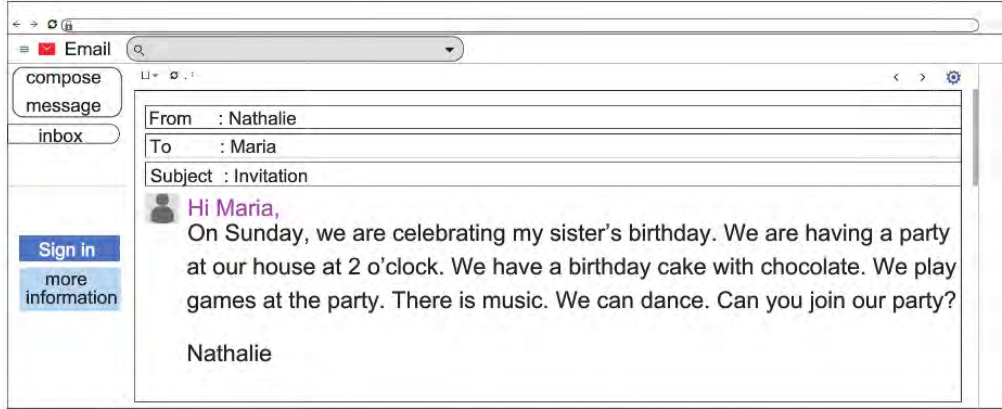 Email
compose
message
inbox
From : Nathalie
To : Maria
Subject : Invitation
Hi Maria,
On Sunday, we are celebrating my sister’s birthday. We are having a party
at our house at 2 o’clock. We have a birthday cake with chocolate. We play
games at the party. There is music. We can dance. Can you join our party?
Nathalie
Sign in
more
information